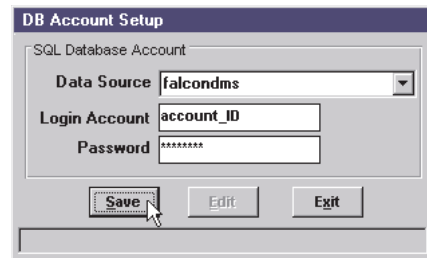 DB Account Setup
SQL Database Account
Data Source falcondms
Login Account account_ID
Password ********
Save Edit Exit